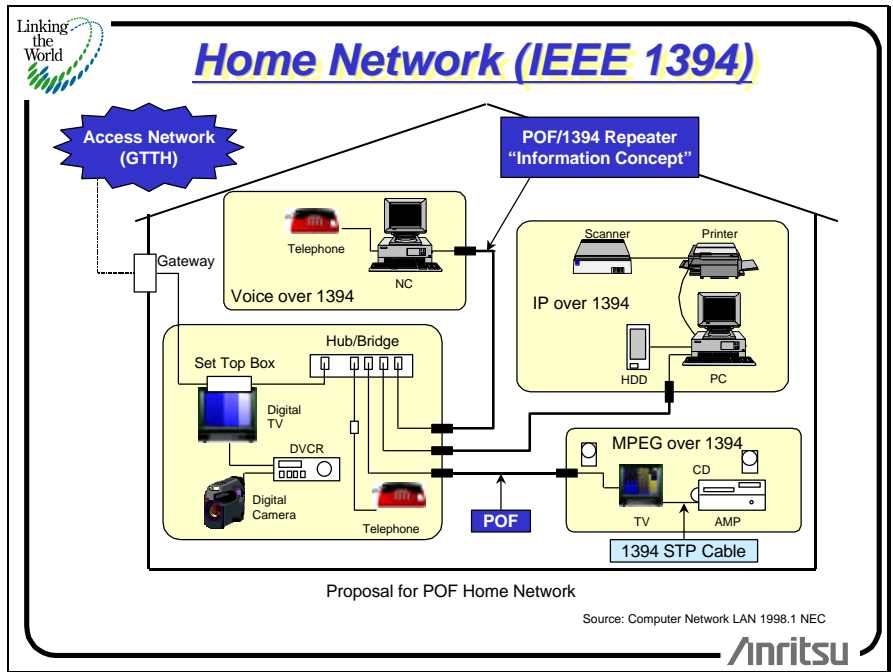 Linking
the
World
Home Network (IEEE 1394)
Access Network
(GTTH)
POF/1394 Repeater
“Information Concept”
Gateway
Telephone
NC
Voice over 1394
Scanner
Printer
IP over 1394
HDD
PC
Hub/Bridge
Set Top Box
Digital
TV
DVCR
Digital
Camera
Telephone
POF
MPEG over 1394
CD
TV
AMP
1394 STP Cable
Proposal for POF Home Network
Source: Computer Network LAN 1998.1 NEC
Anritsu